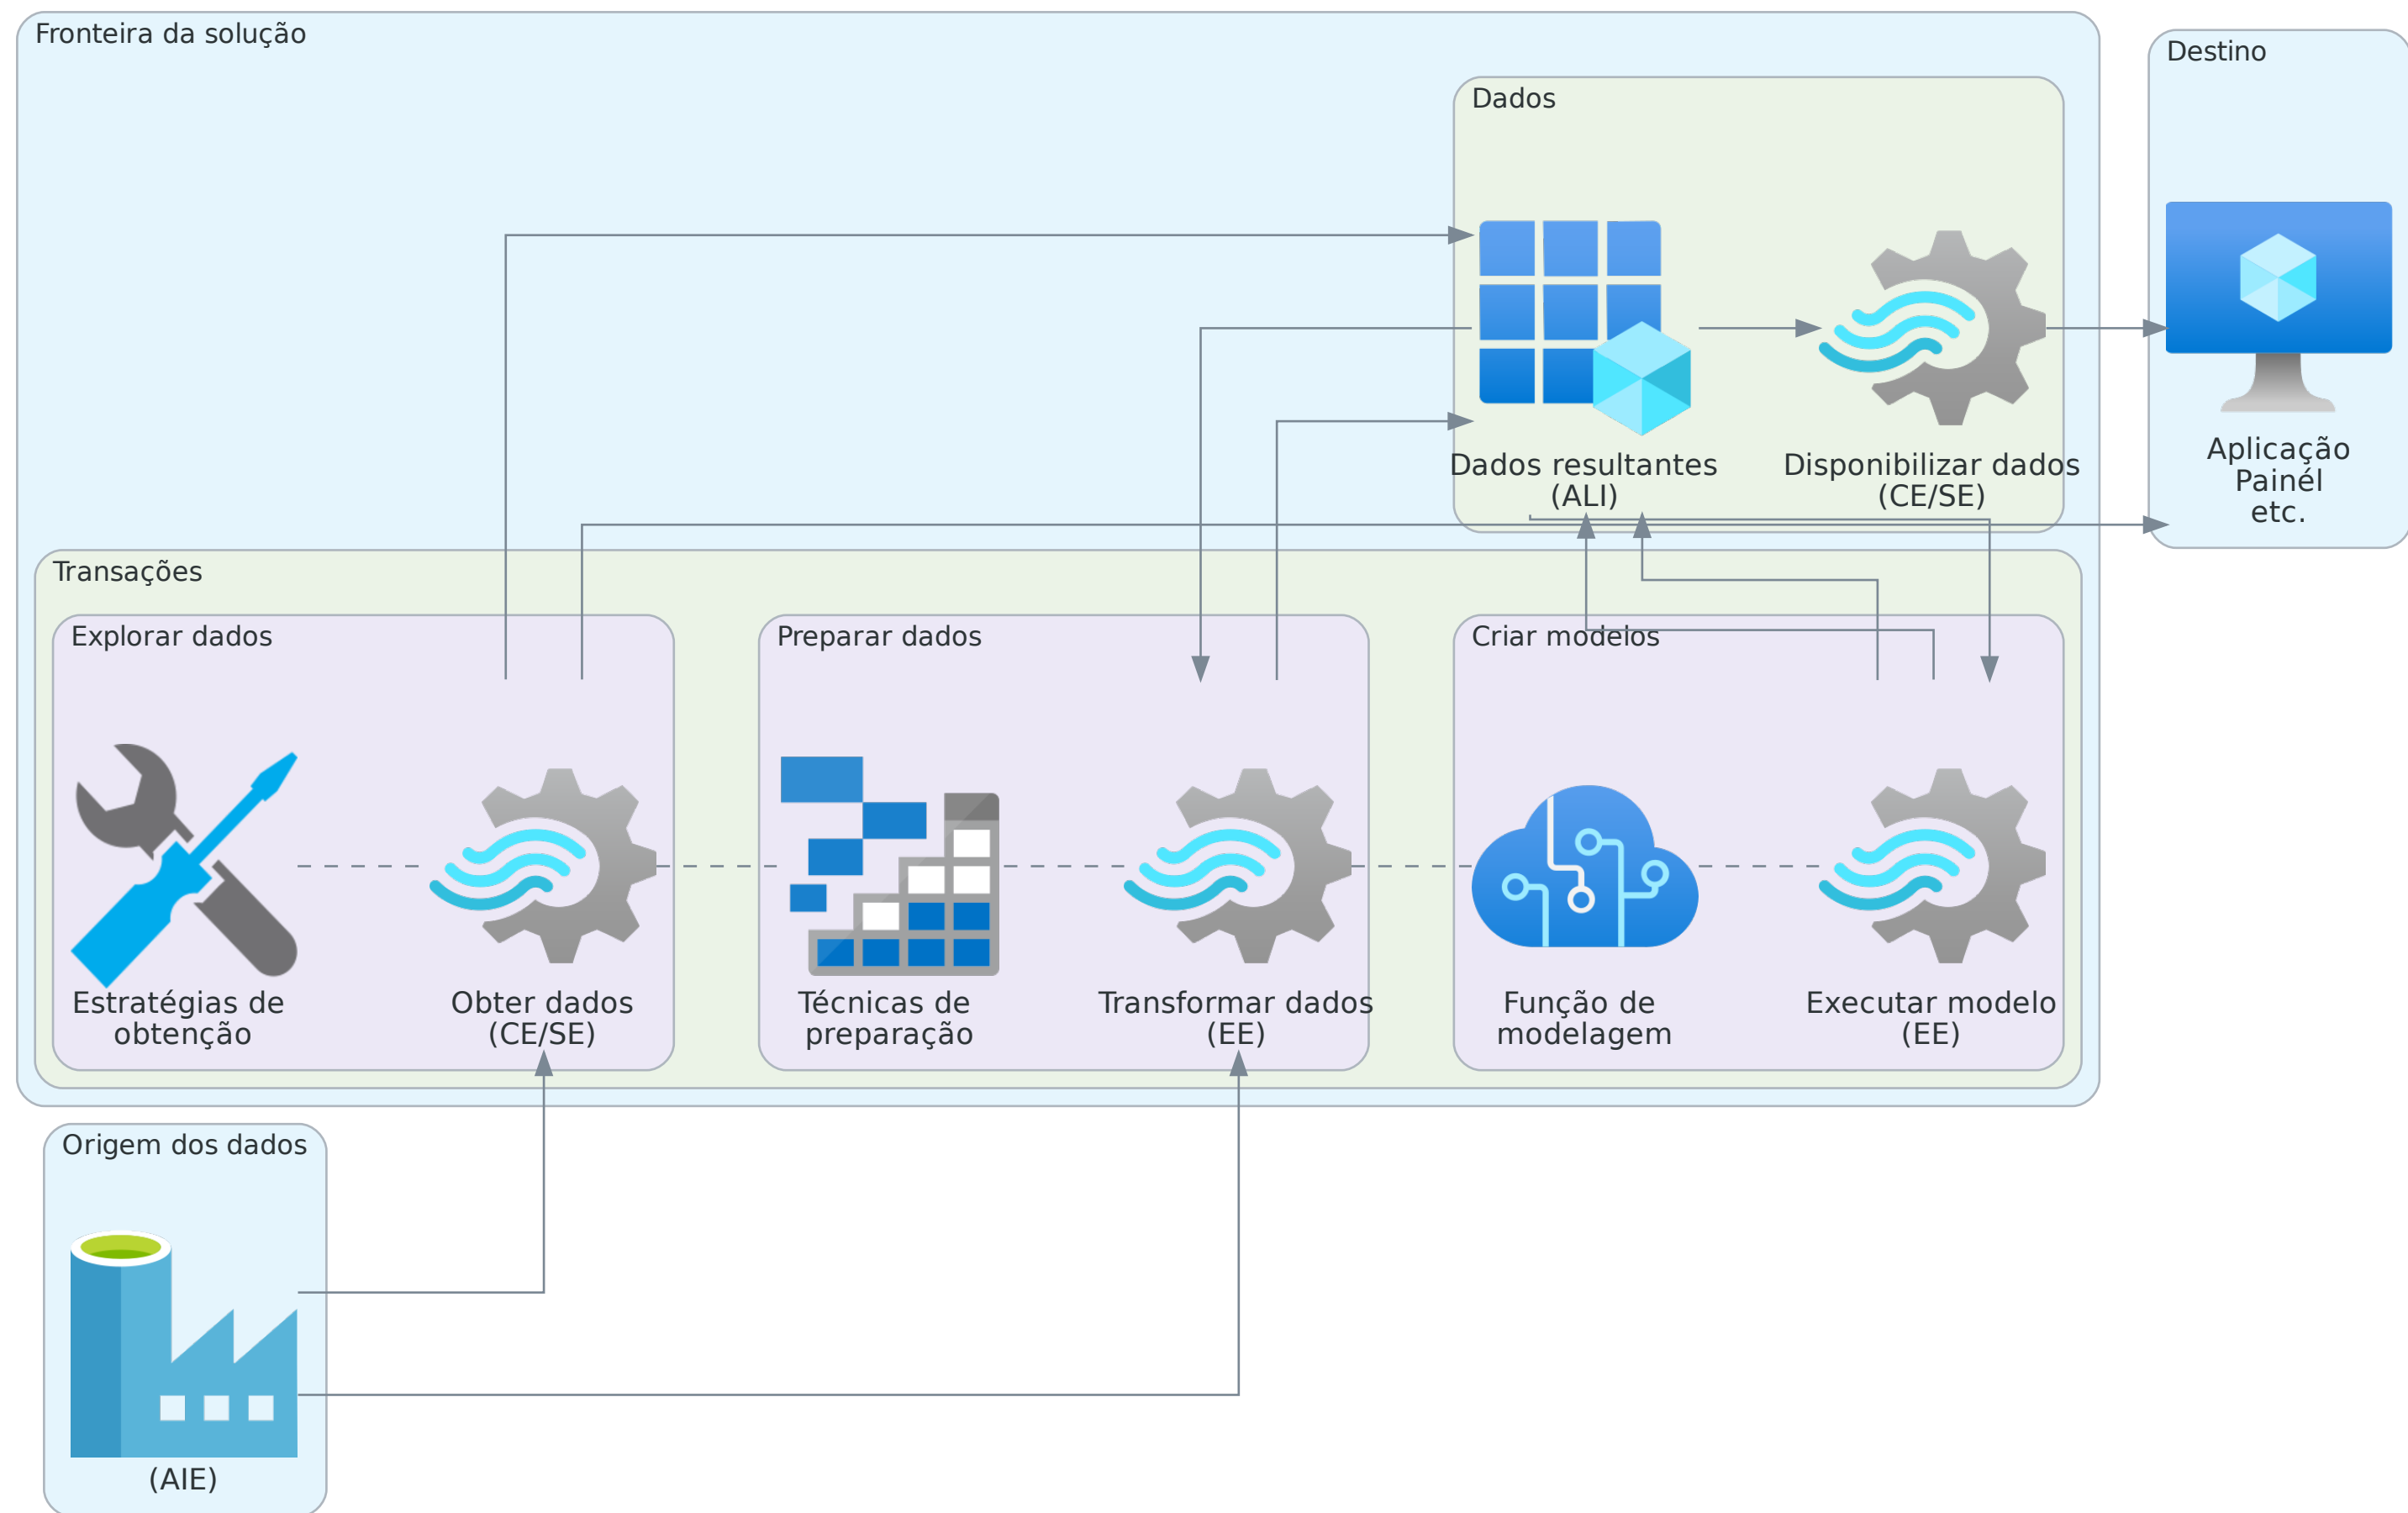 Fronteira da solução
Destino
Dados
Dados resultantes
(ALI)
Disponibilizar dados
(CE/SE)
Aplicação
Painél
etc.
Transações
Explorar dados
Estratégias de
obtenção
Obter dados
(CE/SE)
Preparar dados
Técnicas de
preparação
Transformar dados
(EE)
Criar modelos
Função de
modelagem
Executar modelo
(EE)
Origem dos dados
(AIE)